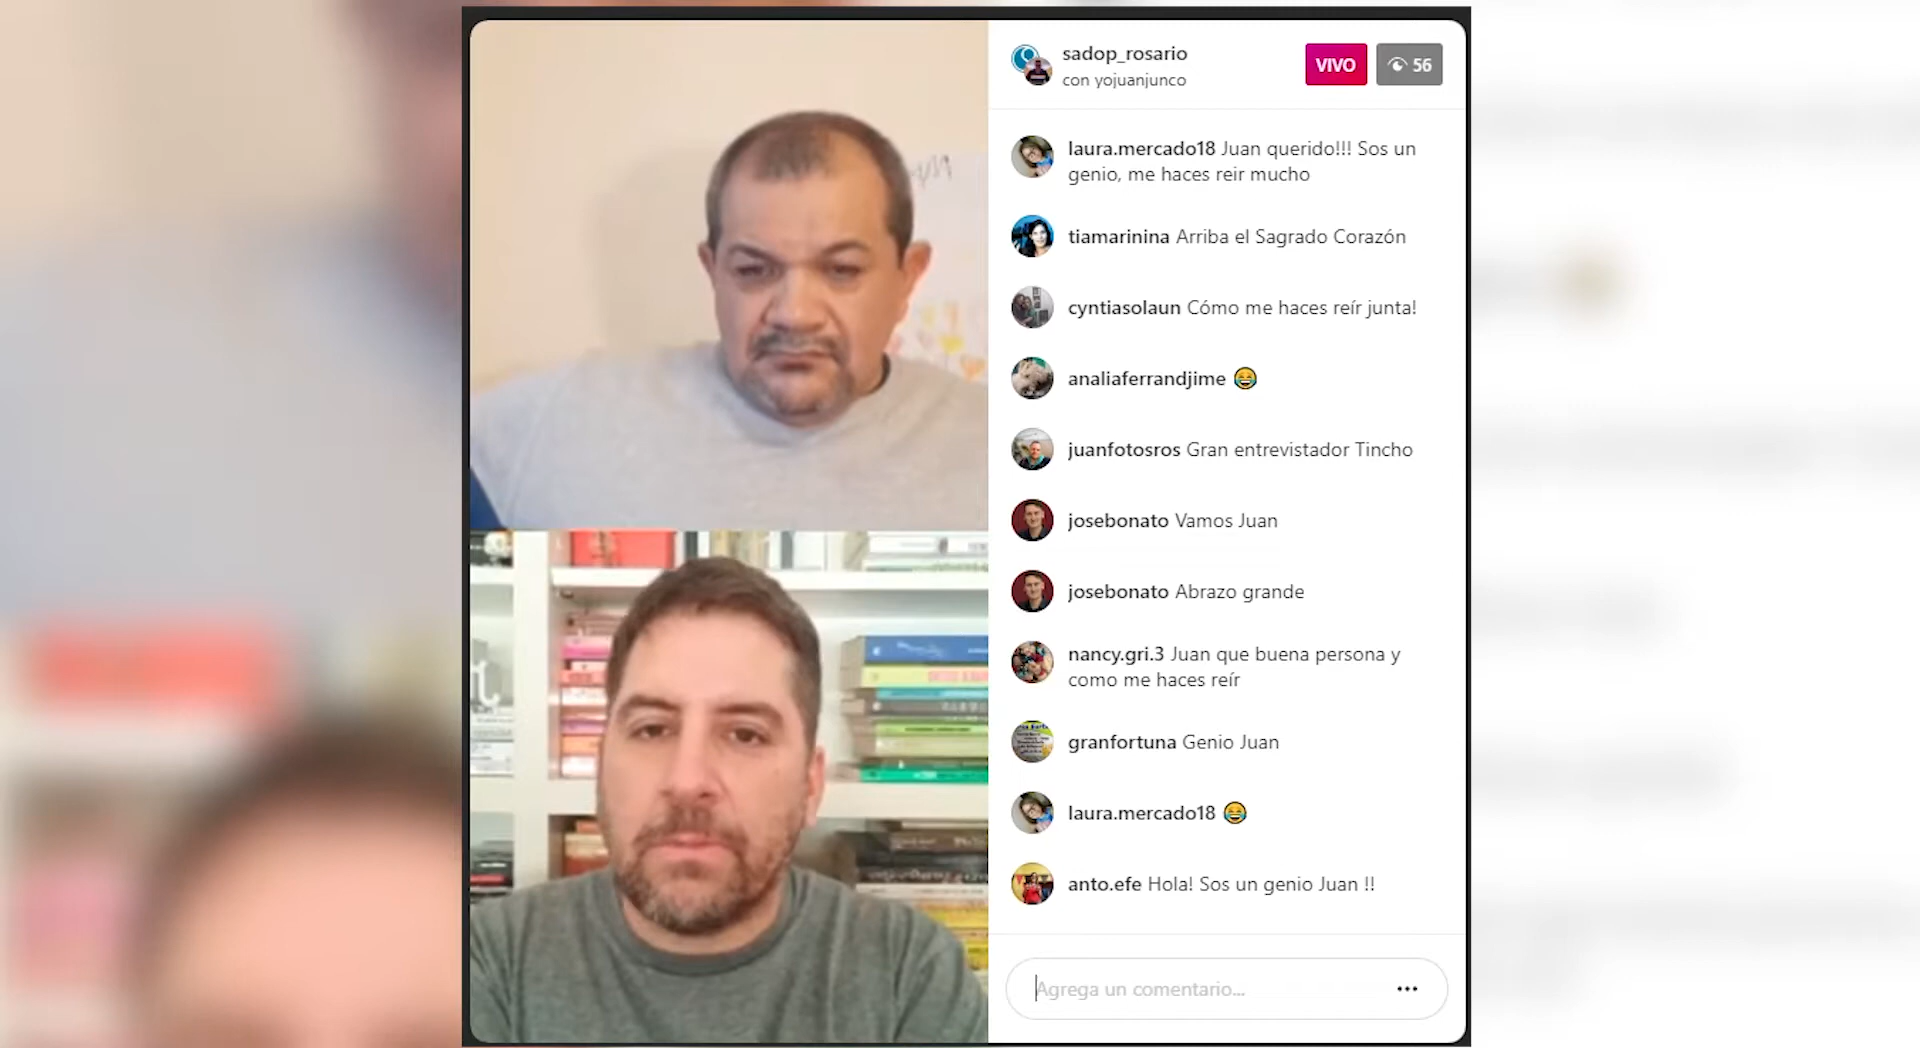 sadop_rosario
con yojuanjunco
VIVO
56
laura.mercado18 Juan querido!!! Sos un
genio, me haces reir mucho
tiamarinina Arriba el Sagrado Corazón
cyntiasolaun Cómo me haces reír junta!
analiaferrandjime 😂
juanfotosros Gran entrevistador Tincho
josebonato Vamos Juan
josebonato Abrazo grande
nancy.gri.3 Juan que buena persona y
como me haces reír
granfortuna Genio Juan
laura.mercado18 😂
anto.efe Hola! Sos un genio Juan !!
Agrega un comentario...